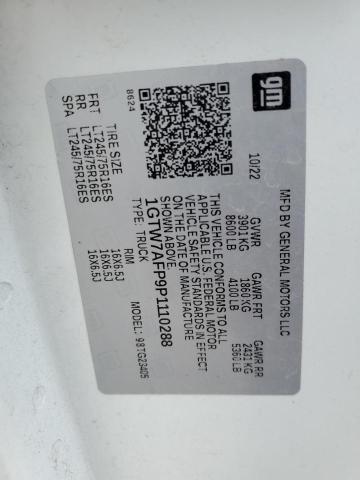 gm
MFD BY GENERAL MOTORS LLC
10/22
GVWR GAWR FRT GAWR RR
3901 KG 1860 KG 2431 KG
8600 LB 4100 LB 5360 LB
THIS VEHICLE CONFORMS TO ALL
APPLICABLE U.S. FEDERAL MOTOR
VEHICLE SAFETY STANDARDS IN EFFECT
ON THE DATE OF MANUFACTURE
SHOWN ABOVE.
1GTW7AFP9P1110288
TYPE: TRUCK MODEL: 98TG23405
8624
TIRE SIZE RIM
FRT LT245/75R16ES 16X6.5J
RR LT245/75R16ES 16X6.5J
SPA LT245/75R16ES 16X6.5J